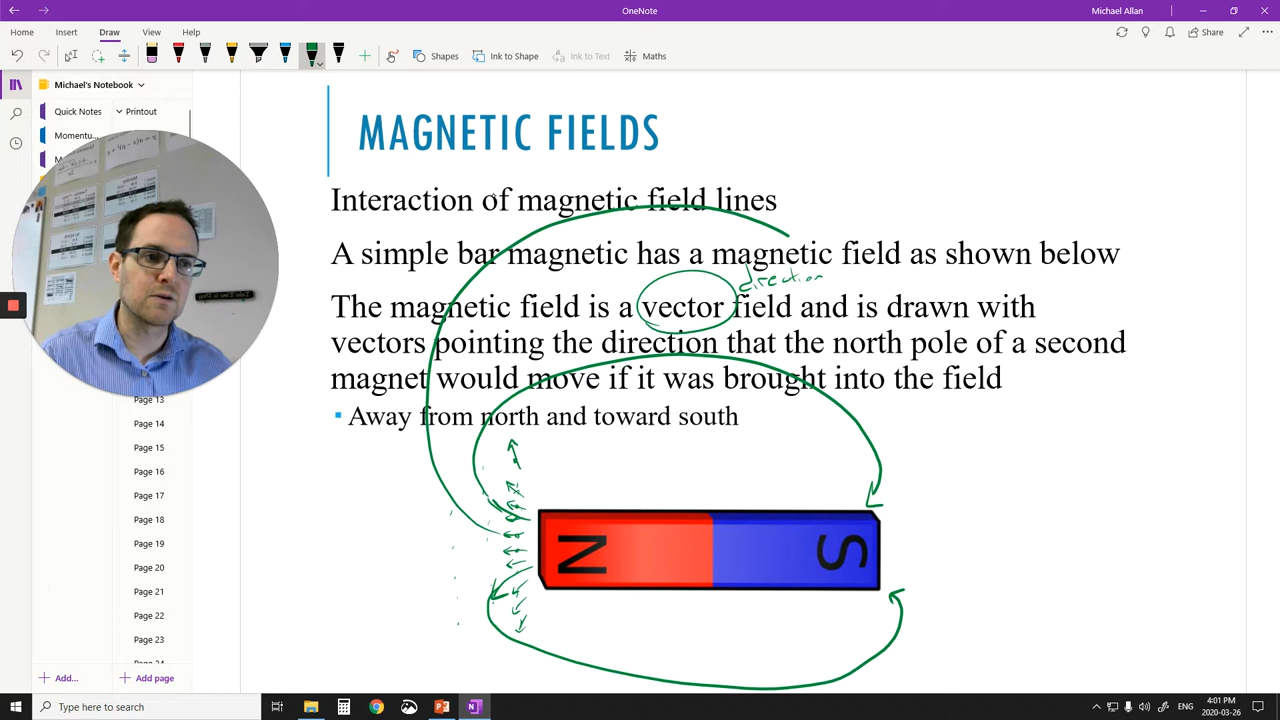 OneNote
Michael Allan
Home
Insert
Draw
View
Help
Share
Shapes
Ink to Shape
Ink to Text
Maths
Michael's Notebook
Quick Notes
Printout
Momentu...
MAGNETIC FIELDS
Interaction of magnetic field lines
A simple bar magnetic has a magnetic field as shown below
direction
The magnetic field is a vector field and is drawn with
vectors pointing the direction that the north pole of a second
magnet would move if it was brought into the field
Away from north and toward south
N
S
Page 13
Page 14
Page 15
Page 16
Page 17
Page 18
Page 19
Page 20
Page 21
Page 22
Page 23
Add...
Add page
Type here to search
ENG
4:01 PM
2020-03-26